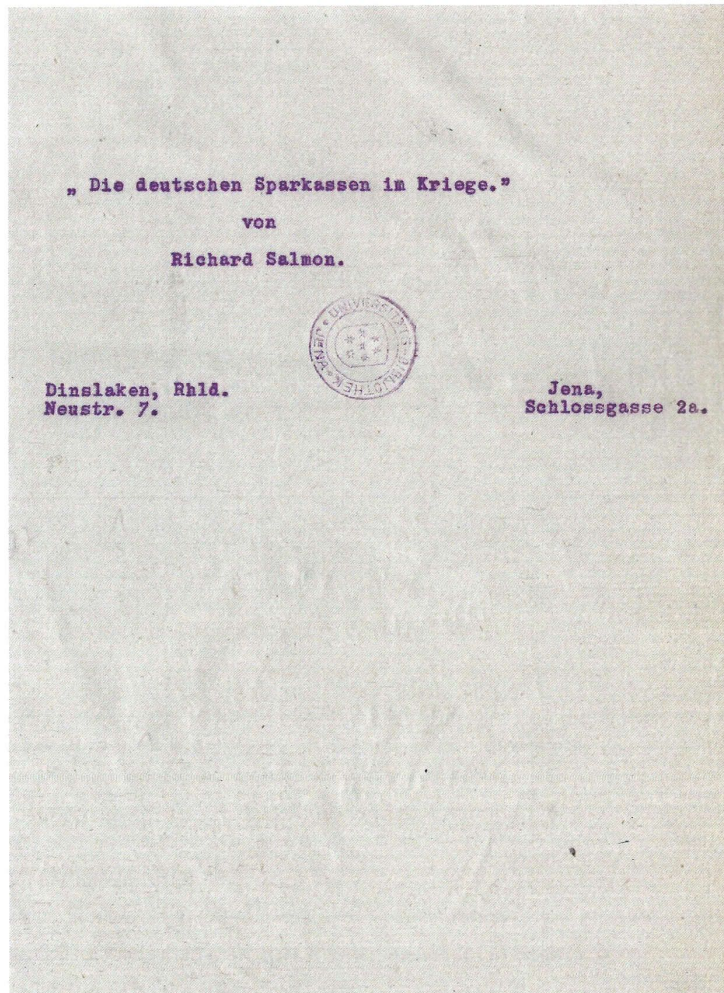 „ Die deutschen Sparkassen im Kriege.”
von
Richard Salmon.
UNIVERSITÄTS-BIBLIOTHEK • JENA •
Dinslaken, Rhld.
Neustr. 7.
Jena,
Schlossgasse 2a.